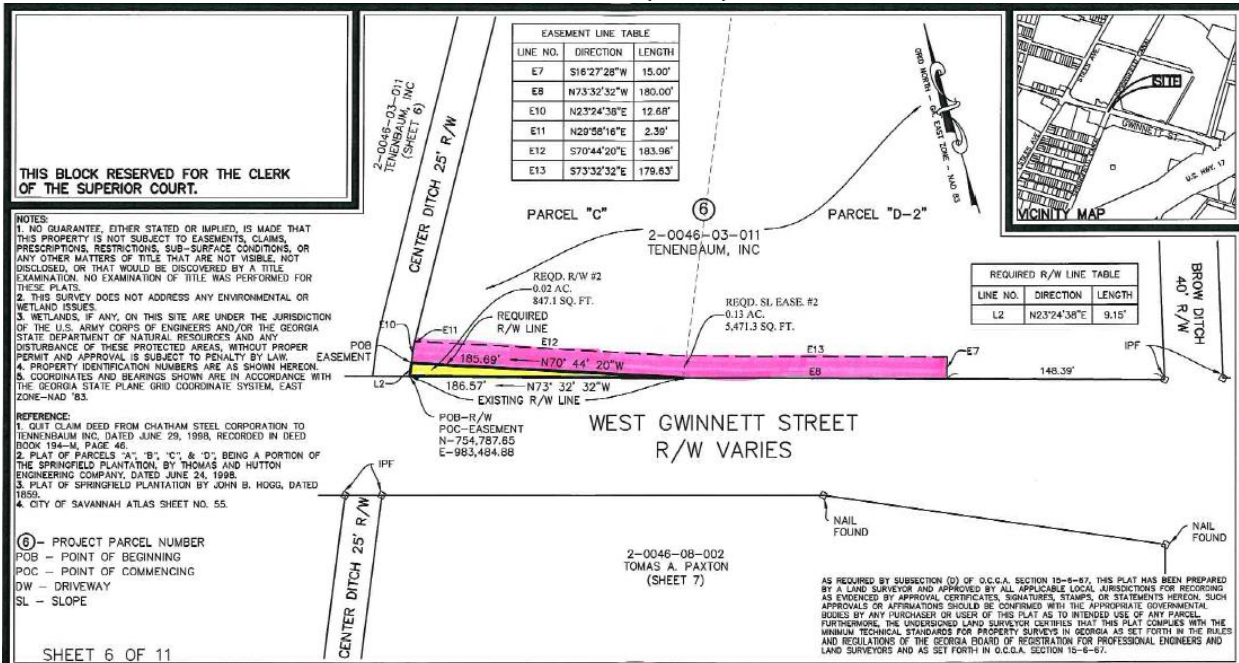 THIS BLOCK RESERVED FOR THE CLERK
OF THE SUPERIOR COURT.
NOTES:
1. NO GUARANTEE, EITHER STATED OR IMPLIED, IS MADE THAT
THIS PROPERTY IS NOT SUBJECT TO EASEMENTS, CLAIMS,
PRESCRIPTIONS, RESTRICTIONS, SUB-SURFACE CONDITIONS, OR
ANY OTHER MATTERS OF TITLE THAT ARE NOT VISIBLE, NOT
DISCLOSED, OR THAT WOULD BE DISCOVERED BY A TITLE
EXAMINATION. NO EXAMINATION OF TITLE WAS PERFORMED FOR
THESE PLATS.
2. THIS SURVEY DOES NOT ADDRESS ANY ENVIRONMENTAL OR
WETLAND ISSUES.
3. WETLANDS, IF ANY, ON THIS SITE ARE UNDER THE JURISDICTION
OF THE U.S. ARMY CORPS OF ENGINEERS AND/OR THE GEORGIA
STATE DEPARTMENT OF NATURAL RESOURCES AND ANY
DISTURBANCE OF THESE PROTECTED AREAS, WITHOUT PROPER
PERMIT AND APPROVAL IS SUBJECT TO PENALTY BY LAW.
4. PROPERTY IDENTIFICATION NUMBERS ARE AS SHOWN HEREON.
5. COORDINATES AND BEARINGS SHOWN ARE IN ACCORDANCE WITH
THE GEORGIA STATE PLANE GRID COORDINATE SYSTEM, EAST
ZONE-NAD '83.
REFERENCE:
1. QUIT CLAIM DEED FROM CHATHAM STEEL CORPORATION TO
TENNENBAUM INC, DATED JUNE 29, 1998, RECORDED IN DEED
BOOK 194-M, PAGE 46.
2. PLAT OF PARCELS "A", "B", "C", & "D", BEING A PORTION OF
THE SPRINGFIELD PLANTATION, BY THOMAS AND HUTTON
ENGINEERING COMPANY, DATED JUNE 24, 1998.
3. PLAT OF SPRINGFIELD PLANTATION BY JOHN B. HOGG, DATED
1859.
4. CITY OF SAVANNAH ATLAS SHEET NO. 55.
6 - PROJECT PARCEL NUMBER
POB - POINT OF BEGINNING
POC - POINT OF COMMENCING
DW - DRIVEWAY
SL - SLOPE
SHEET 6 OF 11
2-0046-03-011
TENENBAUM, INC
(SHEET 6)
CENTER DITCH 25' R/W
EASEMENT LINE TABLE
LINE NO. DIRECTION LENGTH
E7 S16°27'28"W 15.00'
E8 N73°32'32"W 180.00'
E10 N23°24'38"E 12.68'
E11 N29°58'16"E 2.39'
E12 S70°44'20"E 183.96'
E13 S73°32'32"E 179.63'
PARCEL "C"
6
PARCEL "D-2"
2-0046-03-011
TENENBAUM, INC
GRID NORTH - GA. EAST ZONE - NAD 83
STILES AVE
STILES AVE
SITE
GWINNETT ST.
U.S. HWY. 17
VICINITY MAP
REQUIRED R/W LINE TABLE
LINE NO. DIRECTION LENGTH
L2 N23°24'38"E 9.15'
BROW DITCH
40' R/W
REQD. R/W #2
0.02 AC.
847.1 SQ. FT.
REQUIRED
R/W LINE
REQD. SL EASE. #2
0.13 AC.
5,471.3 SQ. FT.
E10
E11
E12
E13
E7
POB
EASEMENT
185.69' N70° 44' 20"W
E8
148.39'
IPF
L2
186.57' N73° 32' 32"W
EXISTING R/W LINE
POB-R/W
POC-EASEMENT
N-754,787.65
E-983,484.88
WEST GWINNETT STREET
R/W VARIES
IPF
NAIL
FOUND
NAIL
FOUND
CENTER DITCH 25' R/W
2-0046-08-002
TOMAS A. PAXTON
(SHEET 7)
AS REQUIRED BY SUBSECTION (D) OF O.C.G.A. SECTION 15-6-67, THIS PLAT HAS BEEN PREPARED
BY A LAND SURVEYOR AND APPROVED BY ALL APPLICABLE LOCAL JURISDICTIONS FOR RECORDING
AS EVIDENCED BY APPROVAL CERTIFICATES, SIGNATURES, STAMPS, OR STATEMENTS HEREON. SUCH
APPROVALS OR AFFIRMATIONS SHOULD BE CONFIRMED WITH THE APPROPRIATE GOVERNMENTAL
BODIES BY ANY PURCHASER OR USER OF THIS PLAT AS TO INTENDED USE OF ANY PARCEL.
FURTHERMORE, THE UNDERSIGNED LAND SURVEYOR CERTIFIES THAT THIS PLAT COMPLIES WITH THE
MINIMUM TECHNICAL STANDARDS FOR PROPERTY SURVEYS IN GEORGIA AS SET FORTH IN THE RULES
AND REGULATIONS OF THE GEORGIA BOARD OF REGISTRATION FOR PROFESSIONAL ENGINEERS AND
LAND SURVEYORS AND AS SET FORTH IN O.C.G.A. SECTION 15-6-67.